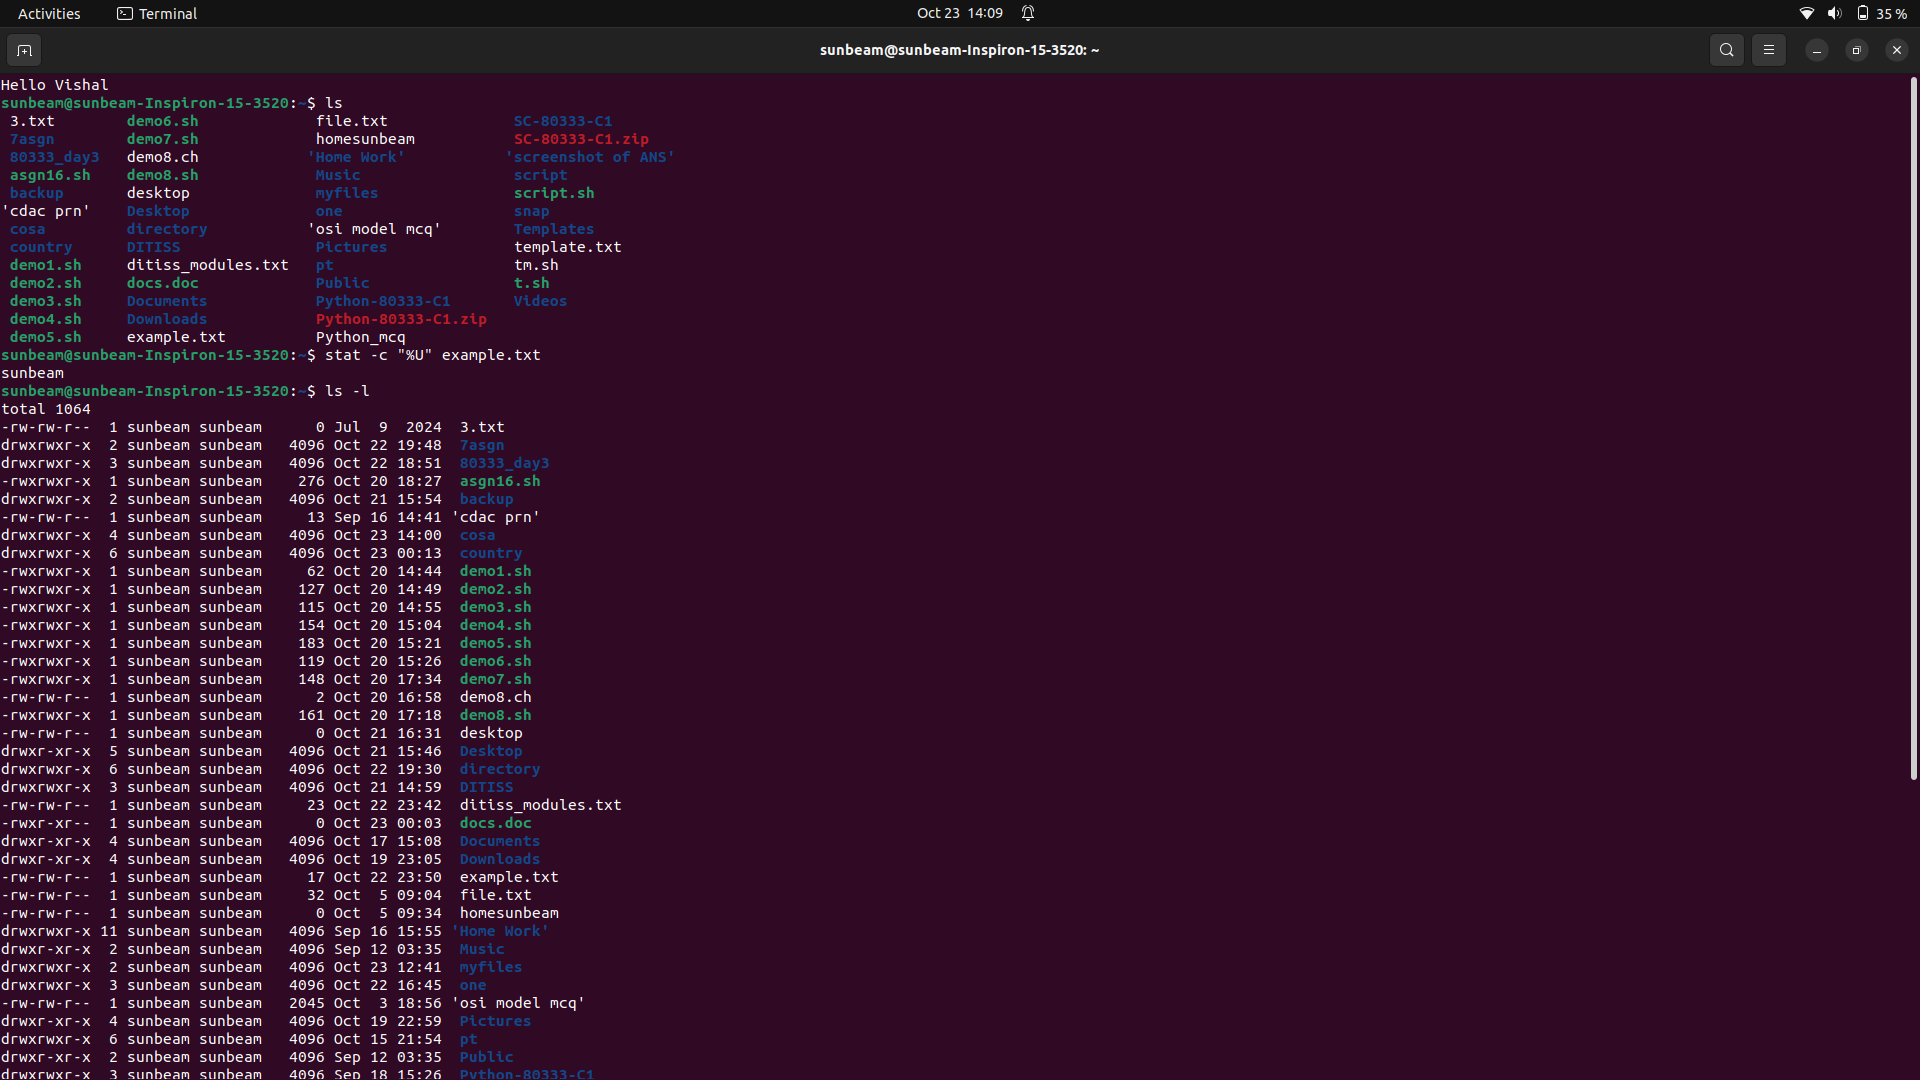 Activities Terminal Oct 23 14:09 35 %
sunbeam@sunbeam-Inspiron-15-3520: ~
Hello Vishal
sunbeam@sunbeam-Inspiron-15-3520:~$ ls
 3.txt        demo6.sh             file.txt              SC-80333-C1
 7asgn        demo7.sh             homesunbeam           SC-80333-C1.zip
 80333_day3   demo8.ch            'Home Work'           'screenshot of ANS'
 asgn16.sh    demo8.sh             Music                 script
 backup       desktop              myfiles               script.sh
'cdac prn'    Desktop              one                   snap
 cosa         directory           'osi model mcq'        Templates
 country      DITISS               Pictures              template.txt
 demo1.sh     ditiss_modules.txt   pt                    tm.sh
 demo2.sh     docs.doc             Public                t.sh
 demo3.sh     Documents            Python-80333-C1       Videos
 demo4.sh     Downloads            Python-80333-C1.zip
 demo5.sh     example.txt          Python_mcq
sunbeam@sunbeam-Inspiron-15-3520:~$ stat -c "%U" example.txt
sunbeam
sunbeam@sunbeam-Inspiron-15-3520:~$ ls -l
total 1064
-rw-rw-r--  1 sunbeam sunbeam      0 Jul  9  2024  3.txt
drwxrwxr-x  2 sunbeam sunbeam   4096 Oct 22 19:48  7asgn
drwxrwxr-x  3 sunbeam sunbeam   4096 Oct 22 18:51  80333_day3
-rwxrwxr-x  1 sunbeam sunbeam    276 Oct 20 18:27  asgn16.sh
drwxrwxr-x  2 sunbeam sunbeam   4096 Oct 21 15:54  backup
-rw-rw-r--  1 sunbeam sunbeam     13 Sep 16 14:41 'cdac prn'
drwxrwxr-x  4 sunbeam sunbeam   4096 Oct 23 14:00  cosa
drwxrwxr-x  6 sunbeam sunbeam   4096 Oct 23 00:13  country
-rwxrwxr-x  1 sunbeam sunbeam     62 Oct 20 14:44  demo1.sh
-rwxrwxr-x  1 sunbeam sunbeam    127 Oct 20 14:49  demo2.sh
-rwxrwxr-x  1 sunbeam sunbeam    115 Oct 20 14:55  demo3.sh
-rwxrwxr-x  1 sunbeam sunbeam    154 Oct 20 15:04  demo4.sh
-rwxrwxr-x  1 sunbeam sunbeam    183 Oct 20 15:21  demo5.sh
-rwxrwxr-x  1 sunbeam sunbeam    119 Oct 20 15:26  demo6.sh
-rwxrwxr-x  1 sunbeam sunbeam    148 Oct 20 17:34  demo7.sh
-rw-rw-r--  1 sunbeam sunbeam      2 Oct 20 16:58  demo8.ch
-rwxrwxr-x  1 sunbeam sunbeam    161 Oct 20 17:18  demo8.sh
-rw-rw-r--  1 sunbeam sunbeam      0 Oct 21 16:31  desktop
drwxr-xr-x  5 sunbeam sunbeam   4096 Oct 21 15:46  Desktop
drwxrwxr-x  6 sunbeam sunbeam   4096 Oct 22 19:30  directory
drwxrwxr-x  3 sunbeam sunbeam   4096 Oct 21 14:59  DITISS
-rw-rw-r--  1 sunbeam sunbeam     23 Oct 22 23:42  ditiss_modules.txt
-rwxr-xr--  1 sunbeam sunbeam      0 Oct 23 00:03  docs.doc
drwxr-xr-x  4 sunbeam sunbeam   4096 Oct 17 15:08  Documents
drwxr-xr-x  4 sunbeam sunbeam   4096 Oct 19 23:05  Downloads
-rw-rw-r--  1 sunbeam sunbeam     17 Oct 22 23:50  example.txt
-rw-rw-r--  1 sunbeam sunbeam     32 Oct  5 09:04  file.txt
-rw-rw-r--  1 sunbeam sunbeam      0 Oct  5 09:34  homesunbeam
drwxrwxr-x 11 sunbeam sunbeam   4096 Sep 16 15:55 'Home Work'
drwxr-xr-x  2 sunbeam sunbeam   4096 Sep 12 03:35  Music
drwxrwxr-x  2 sunbeam sunbeam   4096 Oct 23 12:41  myfiles
drwxrwxr-x  3 sunbeam sunbeam   4096 Oct 22 16:45  one
-rw-rw-r--  1 sunbeam sunbeam   2045 Oct  3 18:56 'osi model mcq'
drwxr-xr-x  4 sunbeam sunbeam   4096 Oct 19 22:59  Pictures
drwxrwxr-x  6 sunbeam sunbeam   4096 Oct 15 21:54  pt
drwxr-xr-x  2 sunbeam sunbeam   4096 Sep 12 03:35  Public
drwxrwxr-x  3 sunbeam sunbeam   4096 Sep 18 15:26  Python-80333-C1